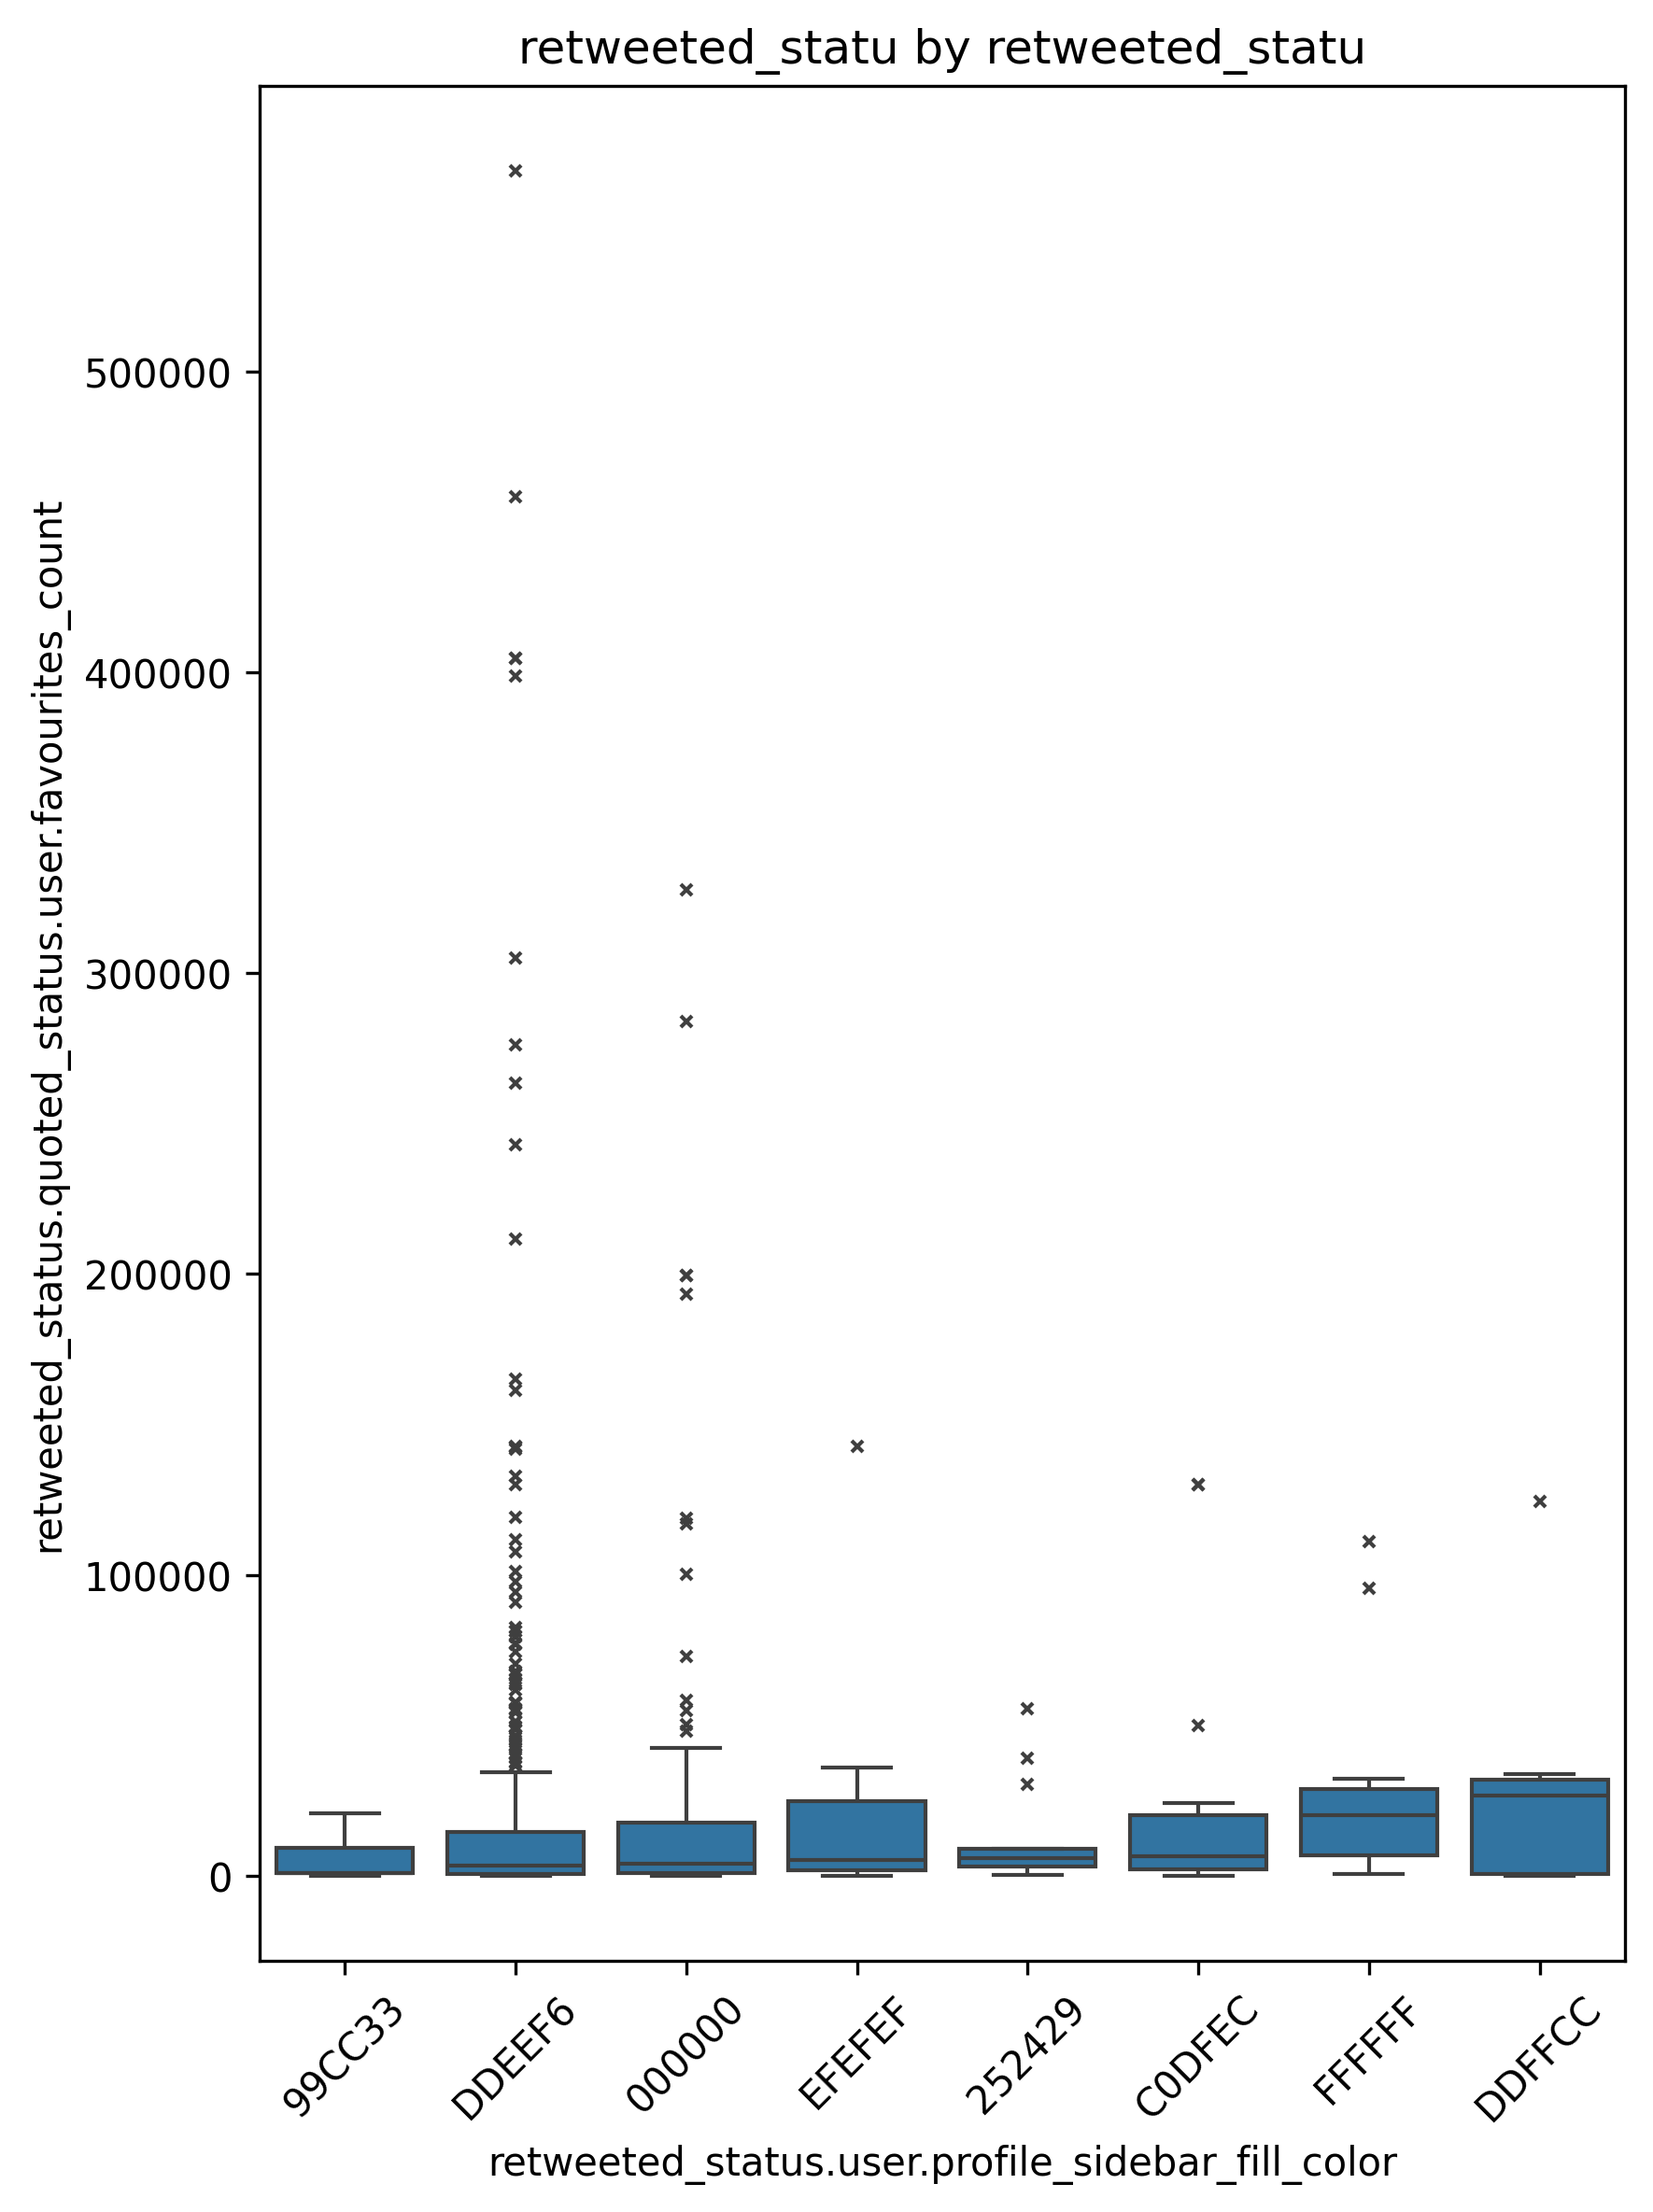 retweeted_statu by retweeted_statu
retweeted_status.quoted_status.user.favourites_count
500000
400000
300000
200000
100000
0
99CC33
DDEEF6
000000
EFEFEF
252429
C0DFEC
FFFFFF
DDFFCC
retweeted_status.user.profile_sidebar_fill_color